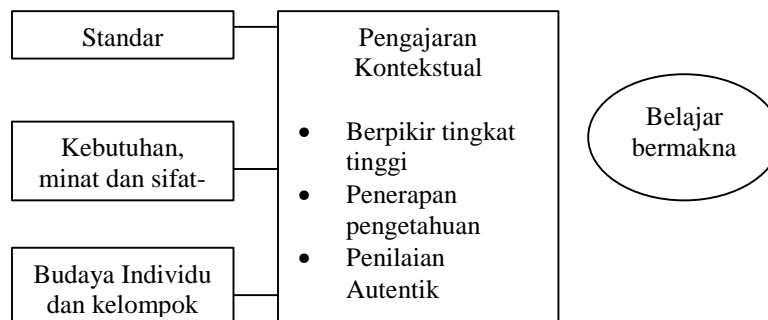 Standar
Kebutuhan,
minat dan sifat-
Budaya Individu
dan kelompok
Pengajaran
Kontekstual
• Berpikir tingkat
tinggi
• Penerapan
pengetahuan
• Penilaian
Autentik
Belajar
bermakna